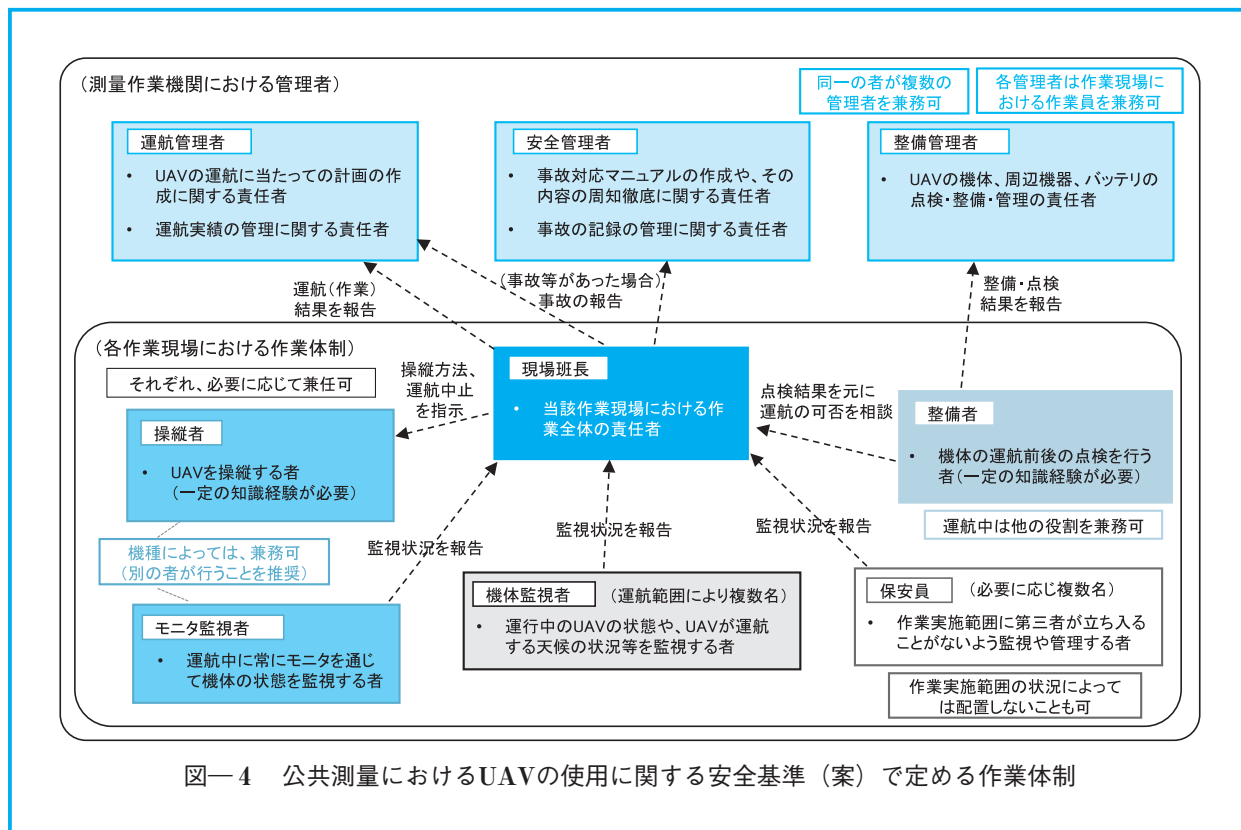 (測量作業機関における管理者)
同一の者が複数の
管理者を兼務可
各管理者は作業現場に
おける作業員を兼務可
運航管理者
• UAVの運航に当たっての計画の作
成に関する責任者
• 運航実績の管理に関する責任者
安全管理者
• 事故対応マニュアルの作成や、その
内容の周知徹底に関する責任者
• 事故の記録の管理に関する責任者
整備管理者
• UAVの機体、周辺機器、バッテリの
点検・整備・管理の責任者
運航(作業)
結果を報告
(事故等があった場合)
事故の報告
整備・点検
結果を報告
(各作業現場における作業体制)
それぞれ、必要に応じて兼任可
操縦方法、
運航中止
を指示
現場班長
• 当該作業現場における作
業全体の責任者
点検結果を元に
運航の可否を相談
操縦者
• UAVを操縦する者
(一定の知識経験が必要)
整備者
• 機体の運航前後の点検を行う
者(一定の知識経験が必要)
運航中は他の役割を兼務可
機種によっては、兼務可
(別の者が行うことを推奨)
監視状況を報告
監視状況を報告
監視状況を報告
モニタ監視者
• 運航中に常にモニタを通じ
て機体の状態を監視する者
機体監視者 (運航範囲により複数名)
• 運行中のUAVの状態や、UAVが運航
する天候の状況等を監視する者
保安員 (必要に応じ複数名)
• 作業実施範囲に第三者が立ち入る
ことがないよう監視や管理する者
作業実施範囲の状況によって
は配置しないことも可
図―4 公共測量におけるUAVの使用に関する安全基準(案)で定める作業体制